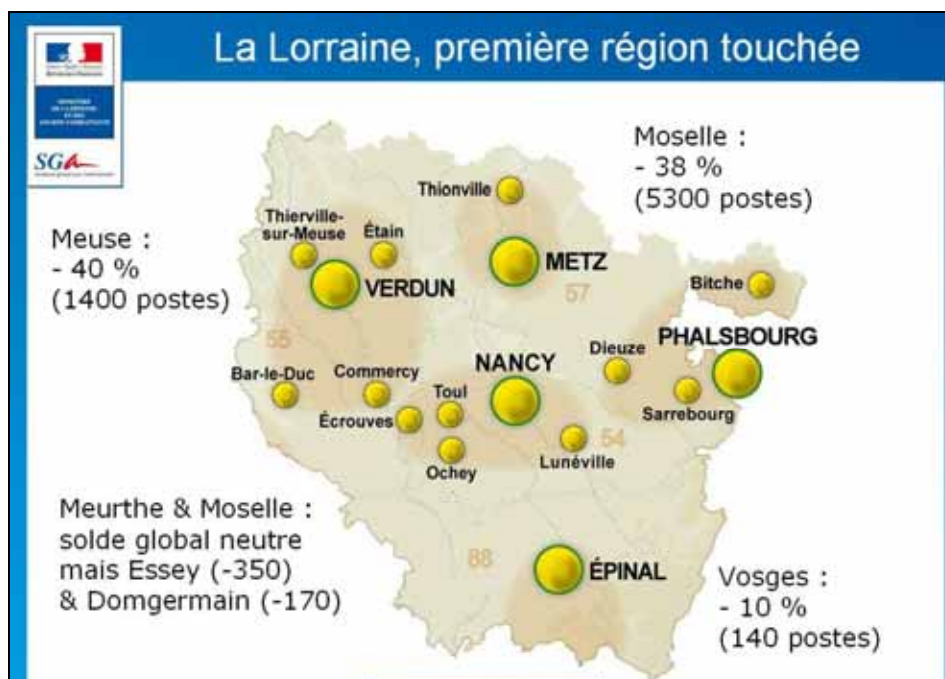 La Lorraine, première région touchée
SGA
Moselle :
- 38 %
(5300 postes)
Meuse :
- 40 %
(1400 postes)
Thionville
Thierville-
sur-Meuse
Étain
METZ
VERDUN
57
Bitche
55
PHALSBOURG
Dieuze
NANCY
Bar-le-Duc
Commercy
Toul
Sarrebourg
Écrouves
54
Ochey
Lunéville
Meurthe & Moselle :
solde global neutre
mais Essey (-350)
& Domgermain (-170)
88
ÉPINAL
Vosges :
- 10 %
(140 postes)